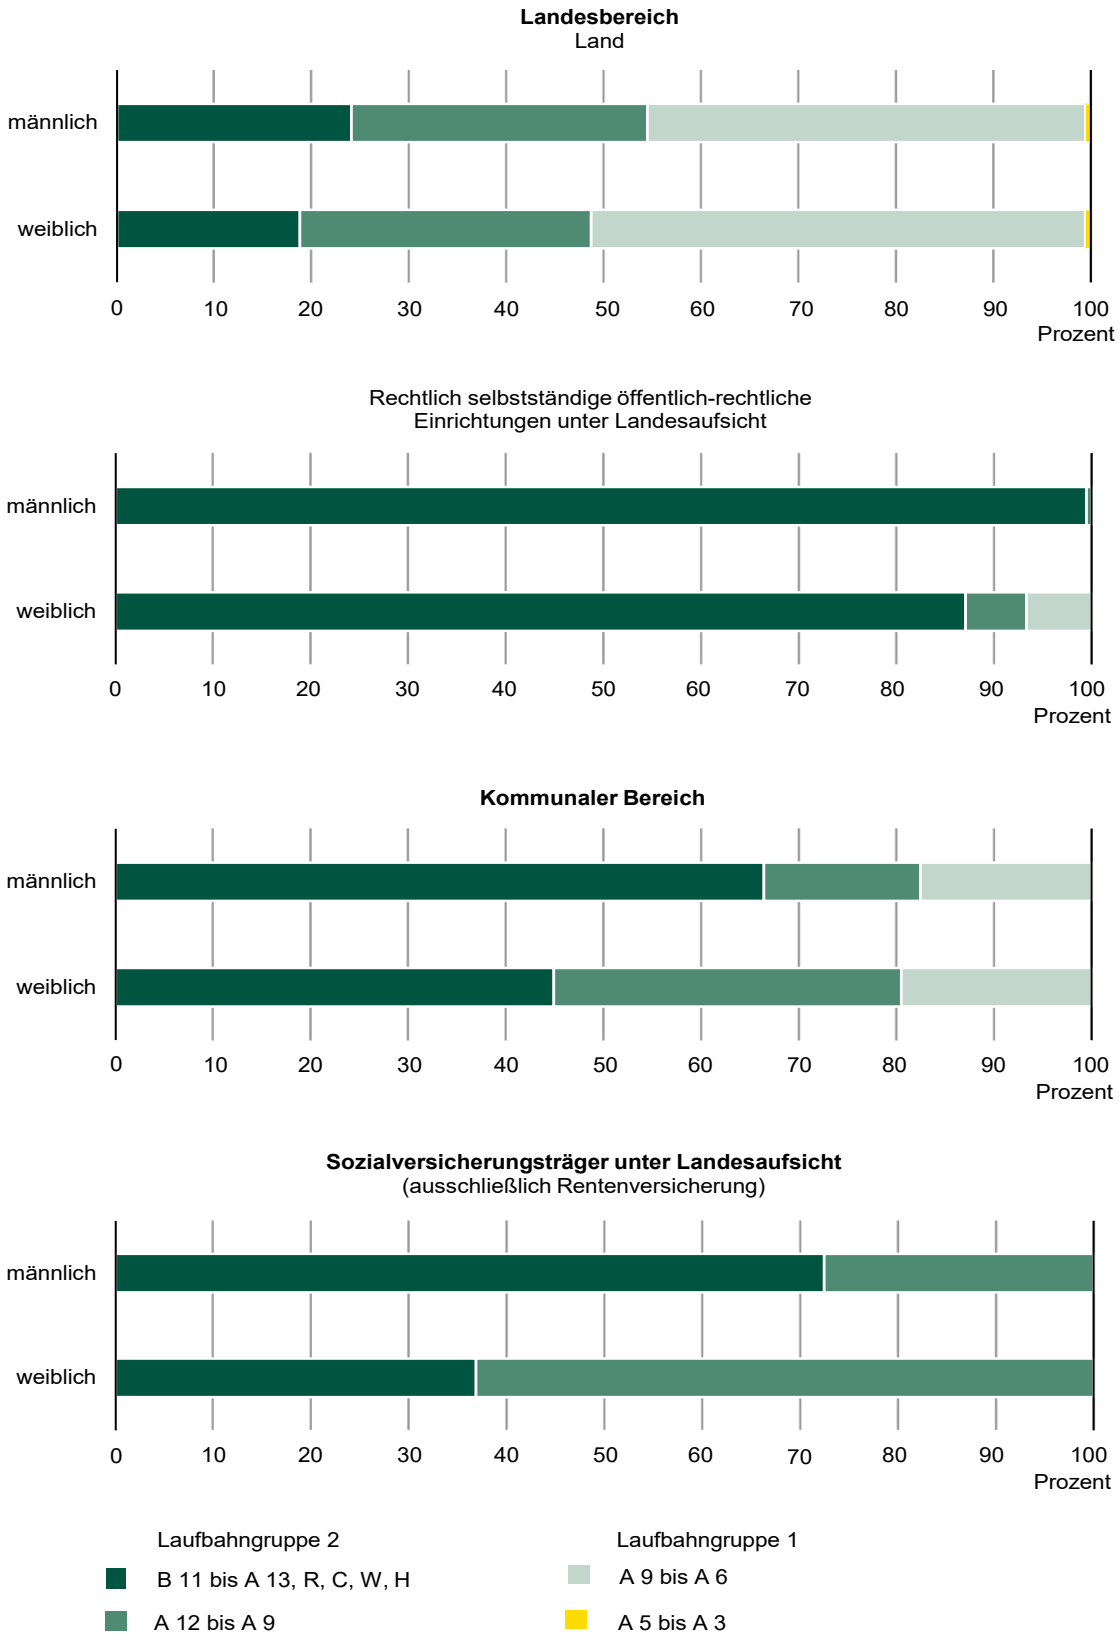 Landesbereich
Land
männlich
weiblich
0 10 20 30 40 50 60 70 80 90 100
Prozent
Rechtlich selbstständige öffentlich-rechtliche
Einrichtungen unter Landesaufsicht
männlich
weiblich
0 10 20 30 40 50 60 70 80 90 100
Prozent
Kommunaler Bereich
männlich
weiblich
0 10 20 30 40 50 60 70 80 90 100
Prozent
Sozialversicherungsträger unter Landesaufsicht
(ausschließlich Rentenversicherung)
männlich
weiblich
0 10 20 30 40 50 60 70 80 90 100
Prozent
Laufbahngruppe 2
B 11 bis A 13, R, C, W, H
A 12 bis A 9
Laufbahngruppe 1
A 9 bis A 6
A 5 bis A 3